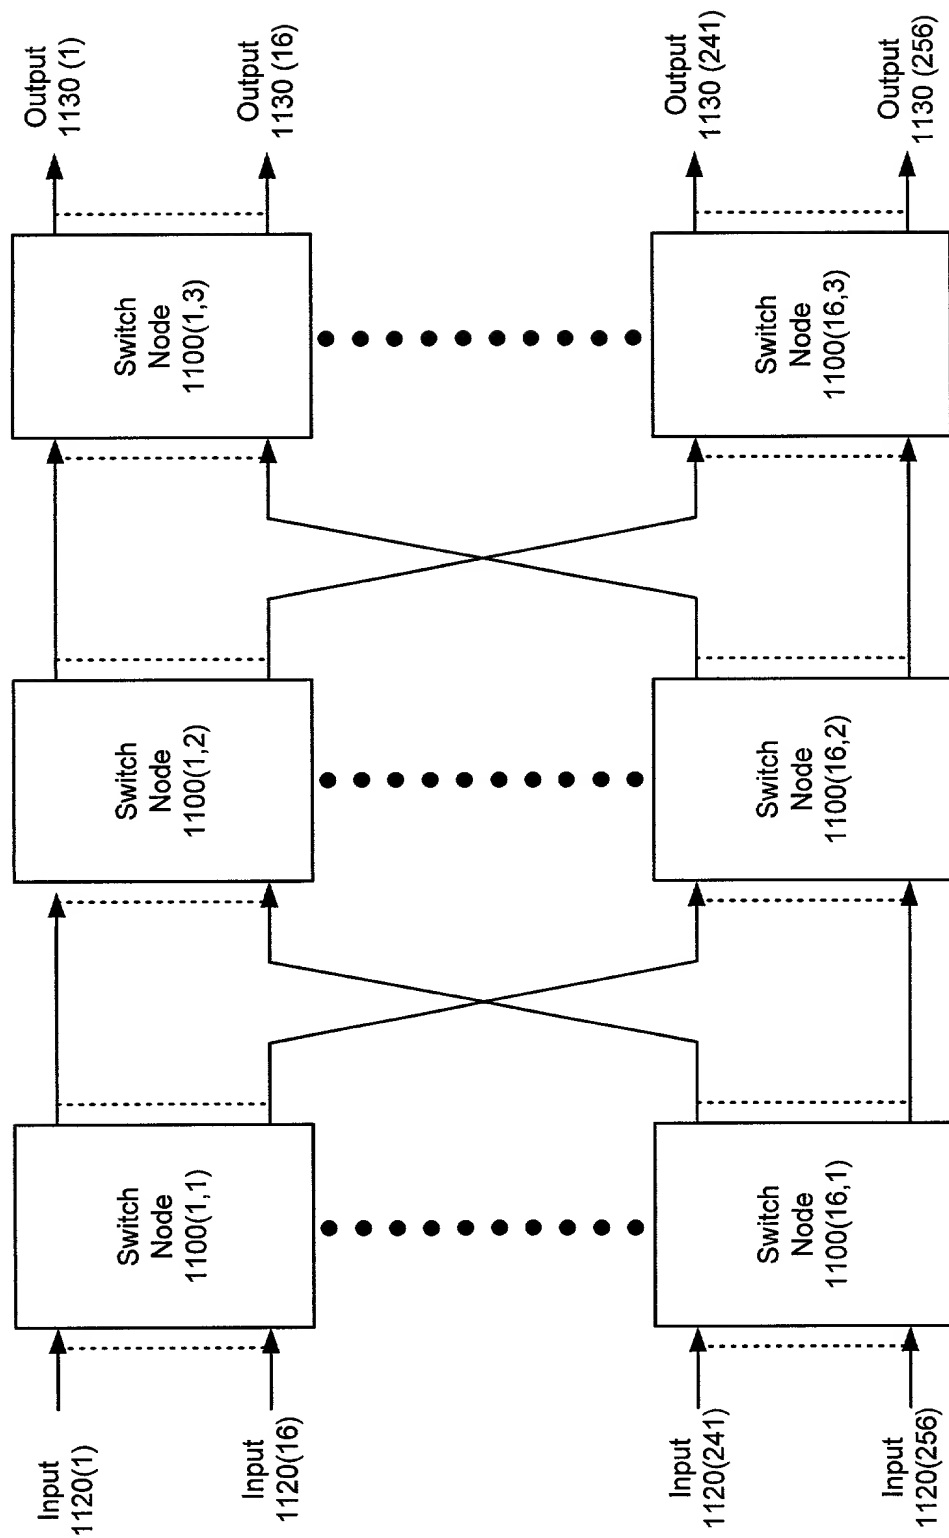 Input
1120(1)
Input
1120(16)
Input
1120(241)
Input
1120(256)
Switch
Node
1100(1,1)
Switch
Node
1100(16,1)
Switch
Node
1100(1,2)
Switch
Node
1100(16,2)
Switch
Node
1100(1,3)
Switch
Node
1100(16,3)
Output
1130 (1)
Output
1130 (16)
Output
1130 (241)
Output
1130 (256)